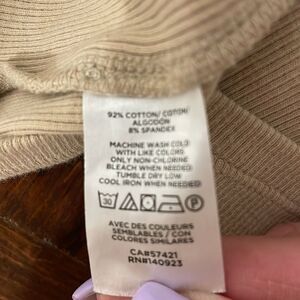 92% COTTON/COTON/
ALGODÓN
8% SPANDEX
MACHINE WASH COLD
WITH LIKE COLORS
ONLY NON-CHLORINE
BLEACH WHEN NEEDED
TUMBLE DRY LOW
COOL IRON WHEN NEEDED
30 P
AVEC DES COULEURS
SEMBLABLES / CON
COLORES SIMILARES
CA#57421
RN#140923